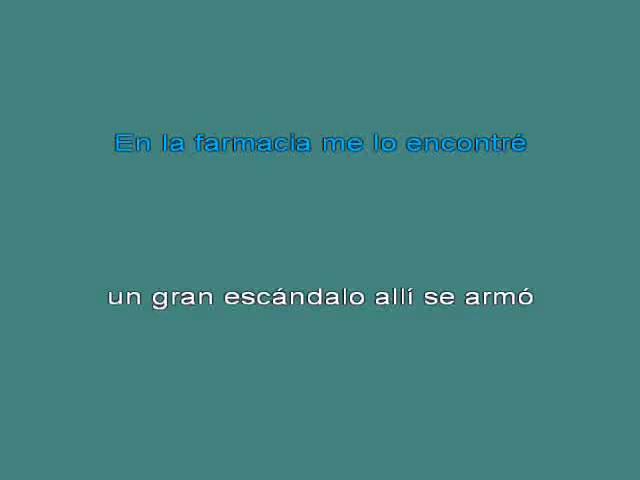 En la farmacia me lo encontré
un gran escándalo allí se armó